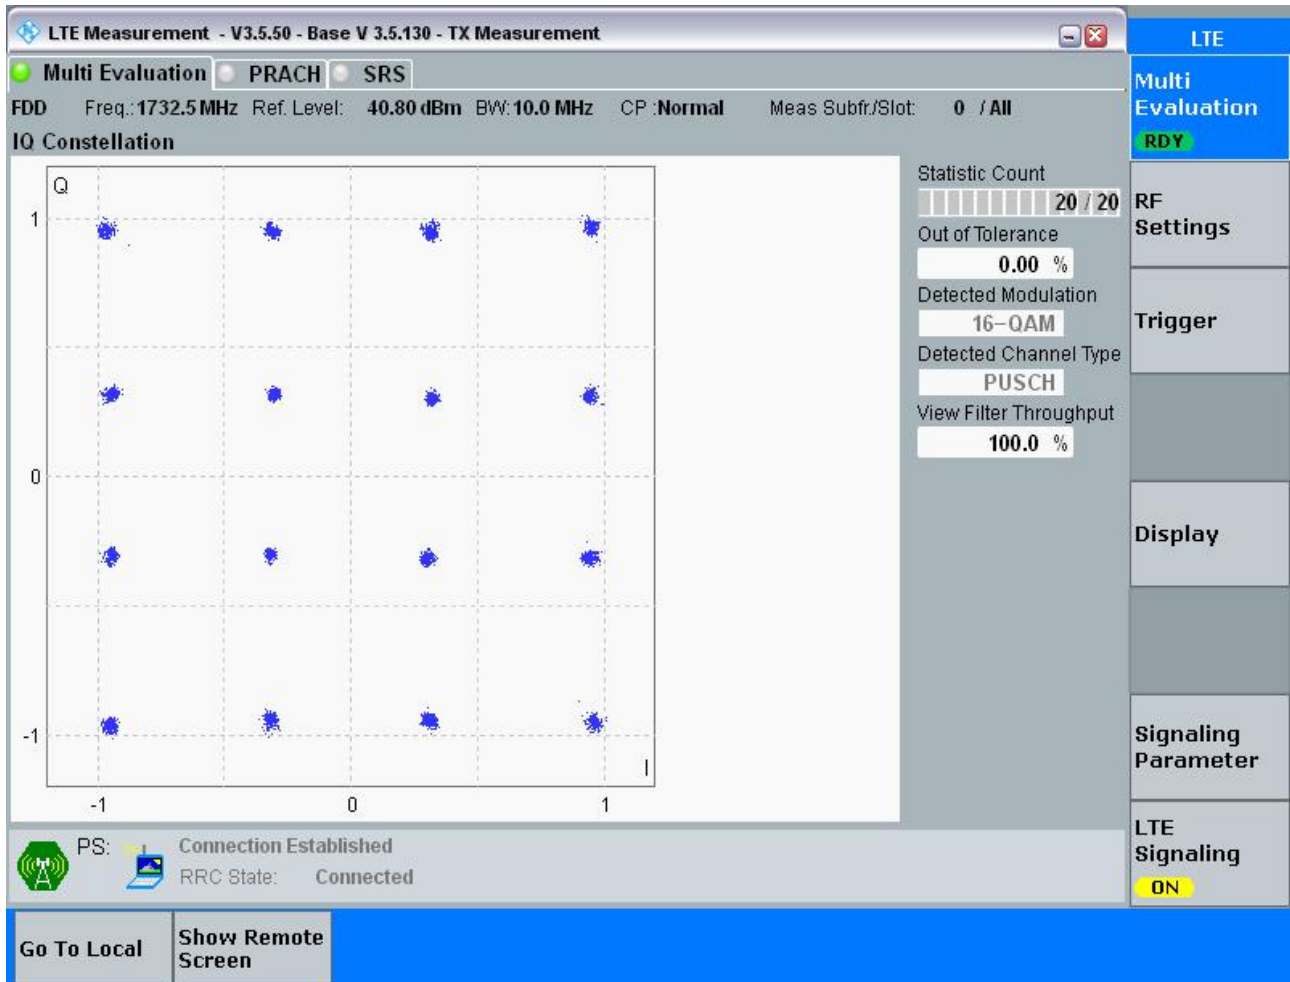 LTE Measurement - V3.5.50 - Base V 3.5.130 - TX Measurement
Multi Evaluation PRACH SRS
FDD Freq.: 1732.5 MHz Ref. Level: 40.80 dBm BW: 10.0 MHz CP : Normal Meas Subfr./Slot: 0 / All
IQ Constellation
Q
1
0
-1
-1 0 1
I
Statistic Count
20 / 20
Out of Tolerance
0.00 %
Detected Modulation
16-QAM
Detected Channel Type
PUSCH
View Filter Throughput
100.0 %
PS: Connection Established
RRC State: Connected
LTE
Multi
Evaluation
RDY
RF
Settings
Trigger
Display
Signaling
Parameter
LTE
Signaling
ON
Go To Local
Show Remote
Screen